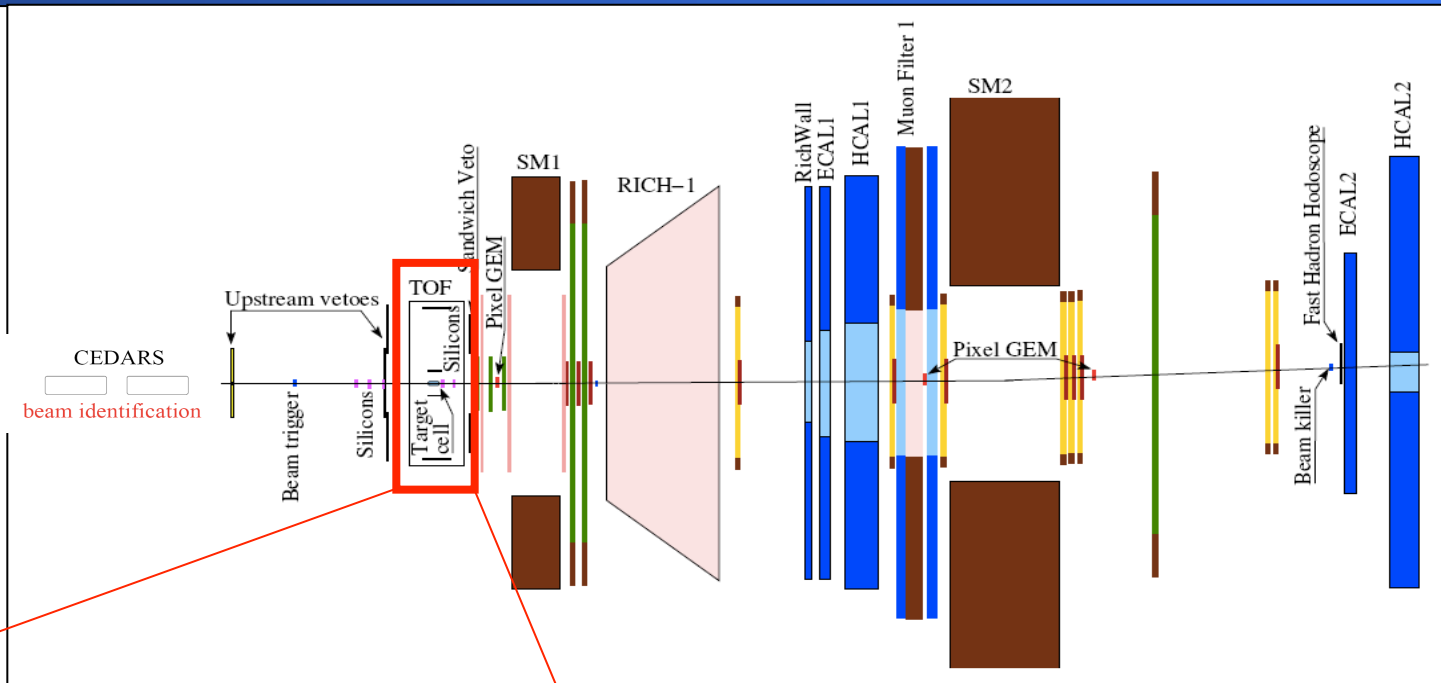 CEDARS
beam identification
Upstream vetoes
Beam trigger
Silicons
TOF
Target
cell
Silicons
Sandwich Veto
Pixel GEM
SM1
RICH-1
RichWall
ECAL1
HCAL1
Muon Filter 1
SM2
Pixel GEM
Beam killer
Fast Hadron Hodoscope
ECAL2
HCAL2